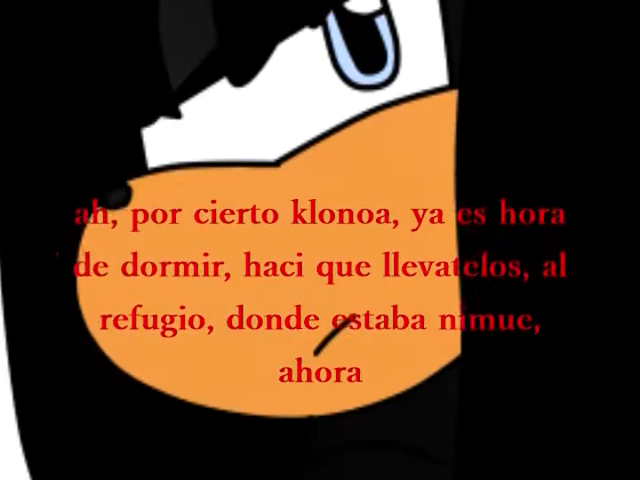 ah, por cierto klonoa, ya es hora
de dormir, haci que llevatelos, al
refugio, donde estaba nimue,
ahora